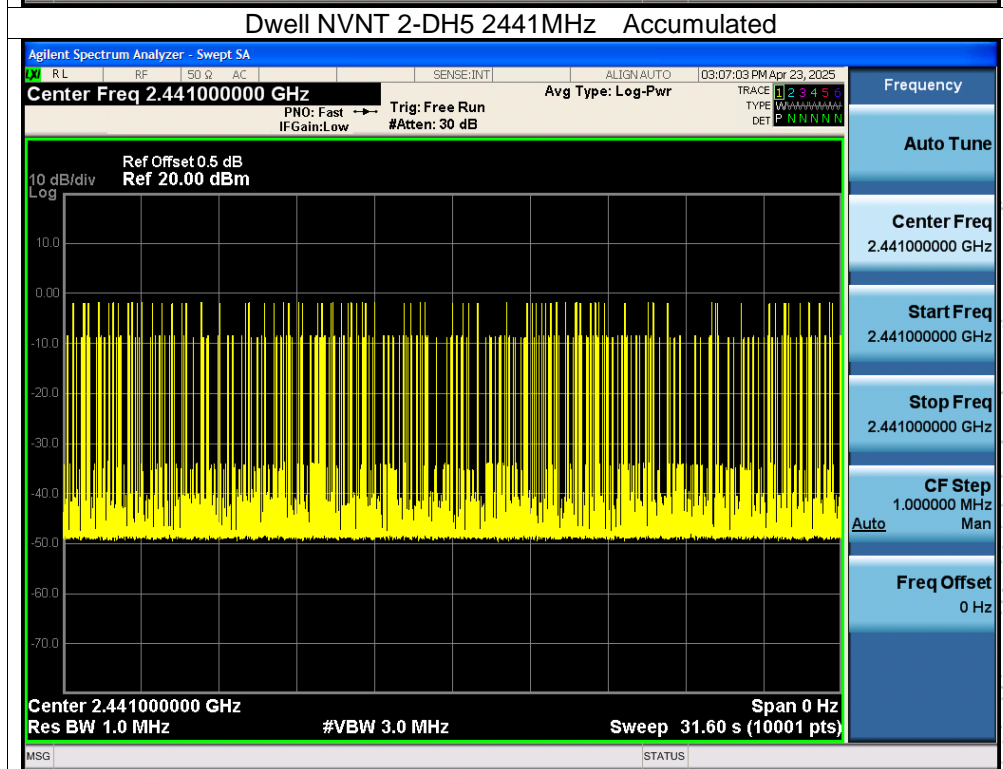 Dwell NVNT 2-DH5 2441MHz Accumulated
Agilent Spectrum Analyzer - Swept SA
LXI RL RF 50 Ω AC SENSE:INT ALIGN AUTO 03:07:03 PM Apr 23, 2025
Center Freq 2.441000000 GHz
PNO: Fast
IFGain:Low
Trig: Free Run
#Atten: 30 dB
Avg Type: Log-Pwr
TRACE 1 2 3 4 5 6
TYPE WWWWWW
DET P N N N N N
Ref Offset 0.5 dB
10 dB/div Ref 20.00 dBm
Log
10.0
0.00
-10.0
-20.0
-30.0
-40.0
-50.0
-60.0
-70.0
Center 2.441000000 GHz Span 0 Hz
Res BW 1.0 MHz #VBW 3.0 MHz Sweep 31.60 s (10001 pts)
MSG STATUS
Frequency
Auto Tune
Center Freq
2.441000000 GHz
Start Freq
2.441000000 GHz
Stop Freq
2.441000000 GHz
CF Step
1.000000 MHz
Auto Man
Freq Offset
0 Hz